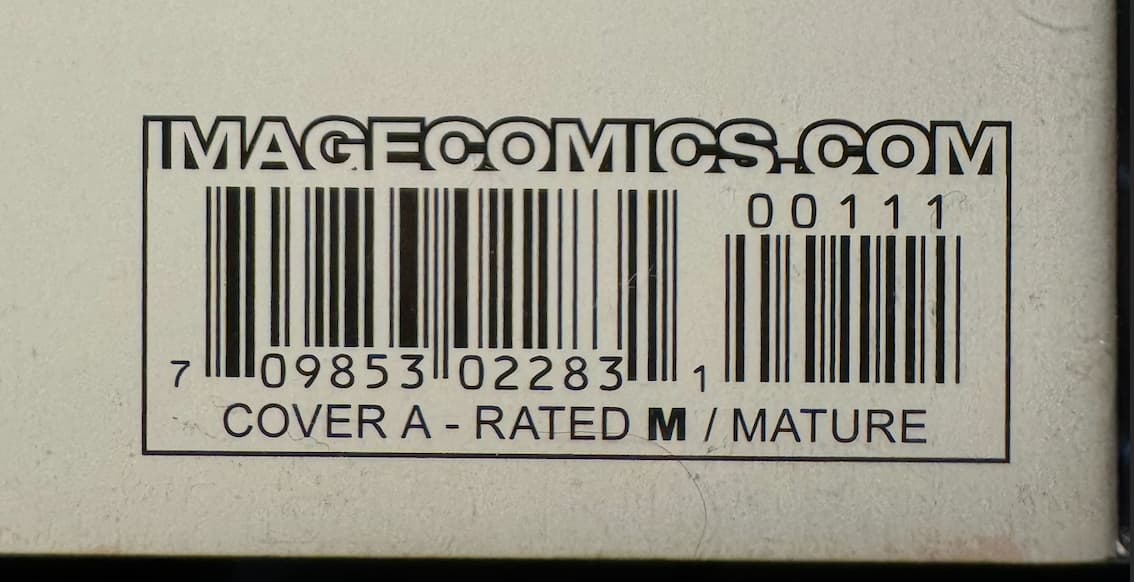 IMAGECOMICS.COM
00111
7 09853 02283 1
COVER A - RATED M / MATURE